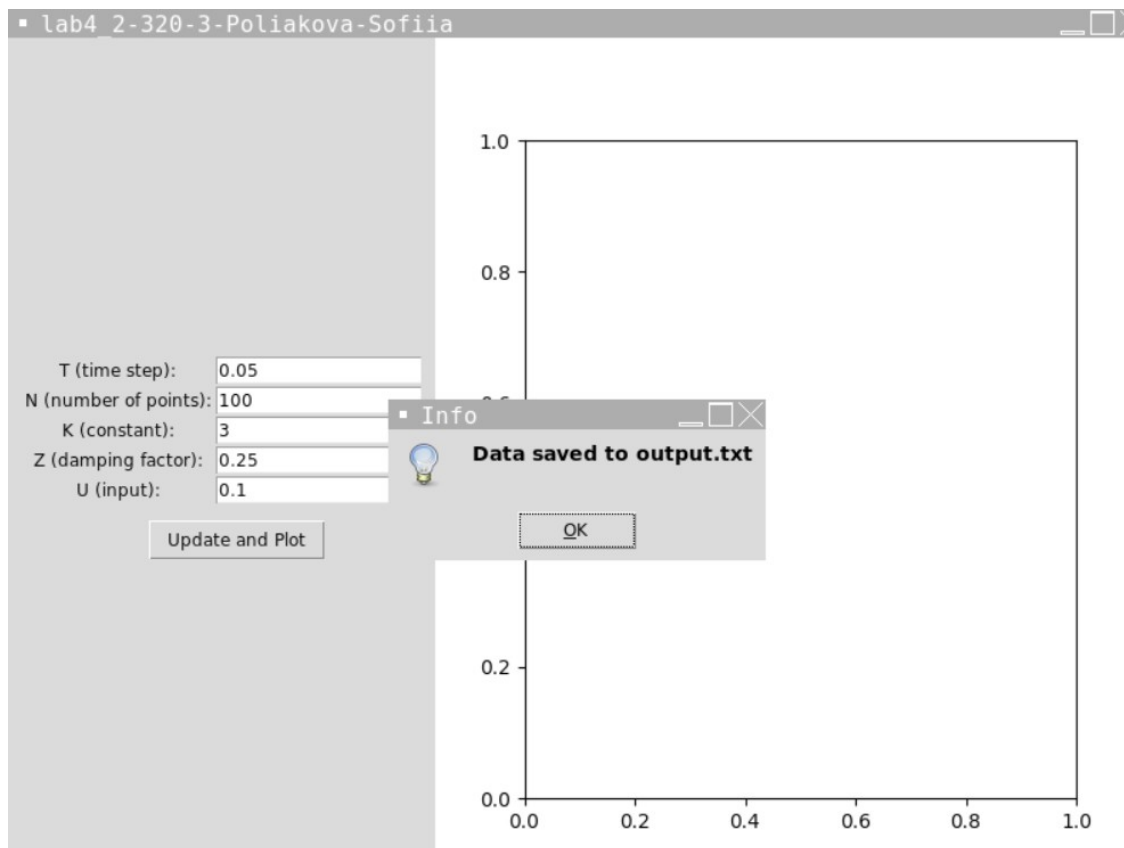 lab4_2-320-3-Poliakova-Sofiia
T (time step): 0.05
N (number of points): 100
K (constant): 3
Z (damping factor): 0.25
U (input): 0.1
Update and Plot
Info
Data saved to output.txt
OK
1.0
0.8
0.2
0.0
0.0 0.2 0.4 0.6 0.8 1.0